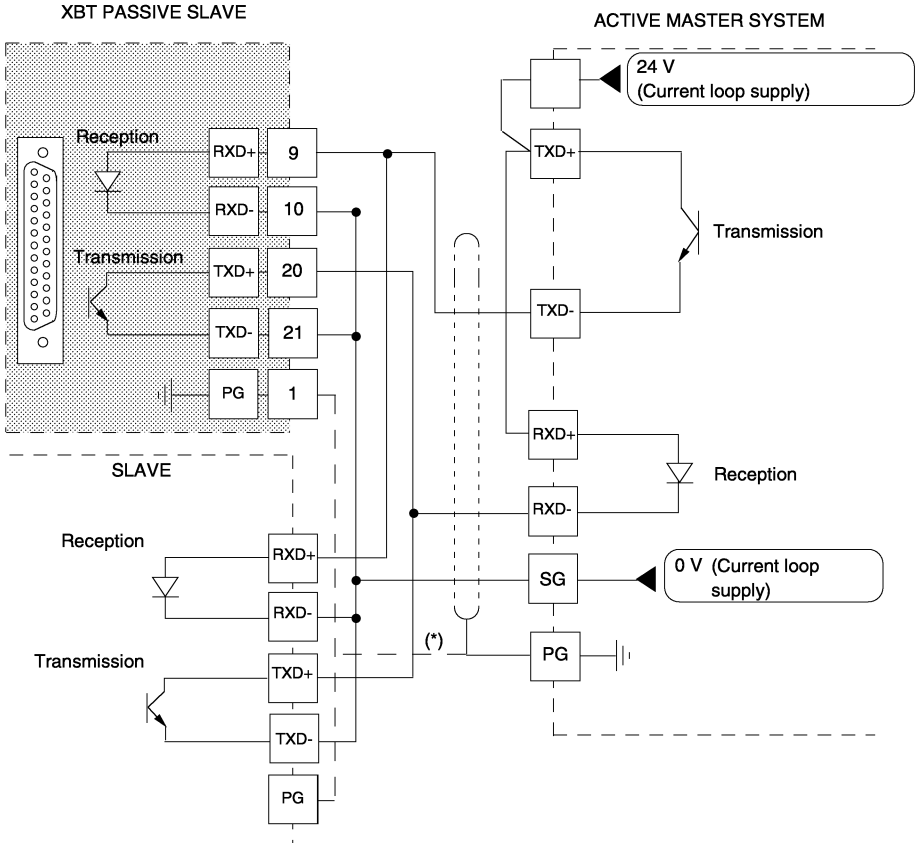 XBT PASSIVE SLAVE
ACTIVE MASTER SYSTEM
24 V
(Current loop supply)
Reception
RXD+
9
TXD+
RXD-
10
Transmission
Transmission
TXD+
20
TXD-
TXD-
21
PG
1
RXD+
SLAVE
Reception
RXD-
Reception
RXD+
0 V (Current loop
supply)
SG
RXD-
(*)
PG
Transmission
TXD+
TXD-
PG